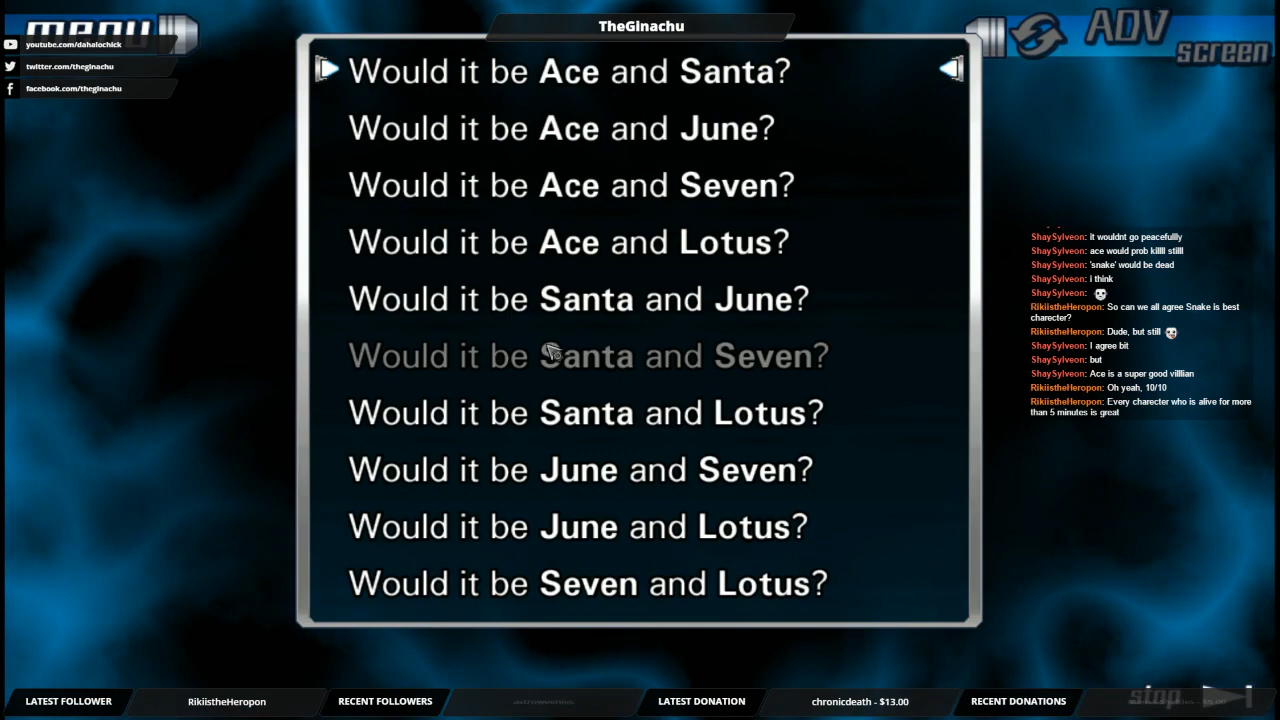 menu
TheGinachu
ADV
screen
youtube.com/dahalochick
twitter.com/theginachu
facebook.com/theginachu
Would it be Ace and Santa?
Would it be Ace and June?
Would it be Ace and Seven?
Would it be Ace and Lotus?
Would it be Santa and June?
Would it be Santa and Seven?
Would it be Santa and Lotus?
Would it be June and Seven?
Would it be June and Lotus?
Would it be Seven and Lotus?
ShaySylveon: it wouldnt go peacefullly
ShaySylveon: ace would prob killll stilll
ShaySylveon: 'snake' would be dead
ShaySylveon: i think
ShaySylveon:
RikiistheHeropon: So can we all agree Snake is best
charecter?
RikiistheHeropon: Dude, but still
ShaySylveon: I agree bit
ShaySylveon: but
ShaySylveon: Ace is a super good villlian
RikiistheHeropon: Oh yeah, 10/10
RikiistheHeropon: Every charecter who is alive for more
than 5 minutes is great
stop
LATEST FOLLOWER
RikiistheHeropon
RECENT FOLLOWERS
LATEST DONATION
chronicdeath - $13.00
RECENT DONATIONS